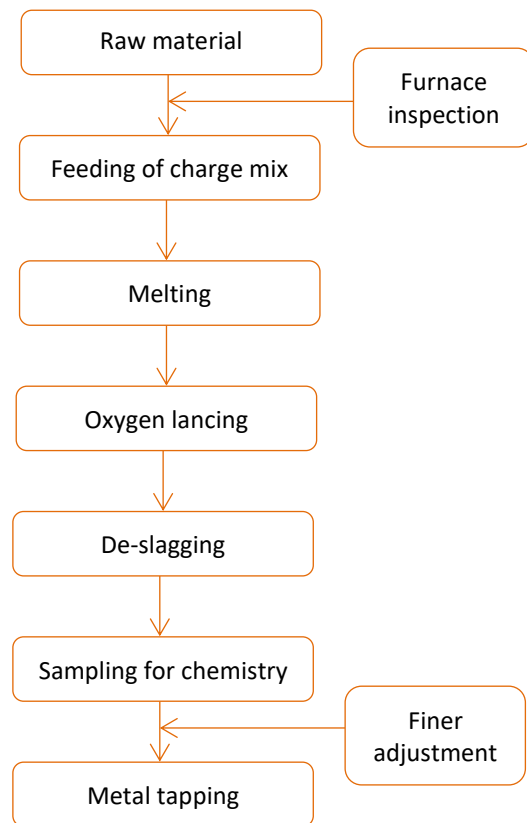 Raw material
Furnace
inspection
Feeding of charge mix
Melting
Oxygen lancing
De-slagging
Sampling for chemistry
Finer
adjustment
Metal tapping